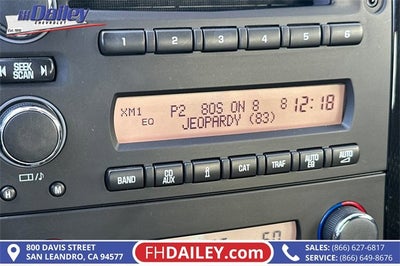 FH Dailey
CHEVROLET
1 2 3 4 5 6
SEEK
SCAN
XM1 P2 80S ON 8 8 12:18
EQ JEOPARDY (83)
BAND CD AUX i CAT TRAF AUTO EQ AUTO
H M
50
800 DAVIS STREET
SAN LEANDRO, CA 94577
FHDAILEY.COM
SALES: (866) 627-6817
SERVICE: (866) 649-8676